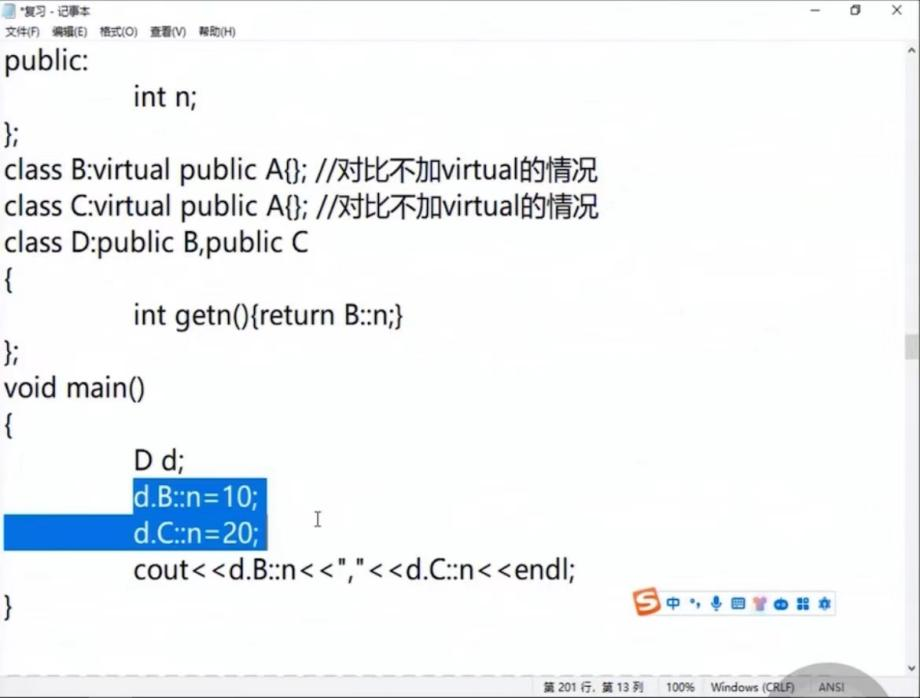 *复习 - 记事本
文件(F) 编辑(E) 格式(O) 查看(V) 帮助(H)
public:
int n;
};
class B:virtual public A{}; //对比不加virtual的情况
class C:virtual public A{}; //对比不加virtual的情况
class D:public B,public C
{
int getn(){return B::n;}
};
void main()
{
D d;
d.B::n=10;
d.C::n=20;
cout<<d.B::n<<","<<d.C::n<<endl;
}
S 中
第 201 行，第 13 列 100% Windows (CRLF) ANSI